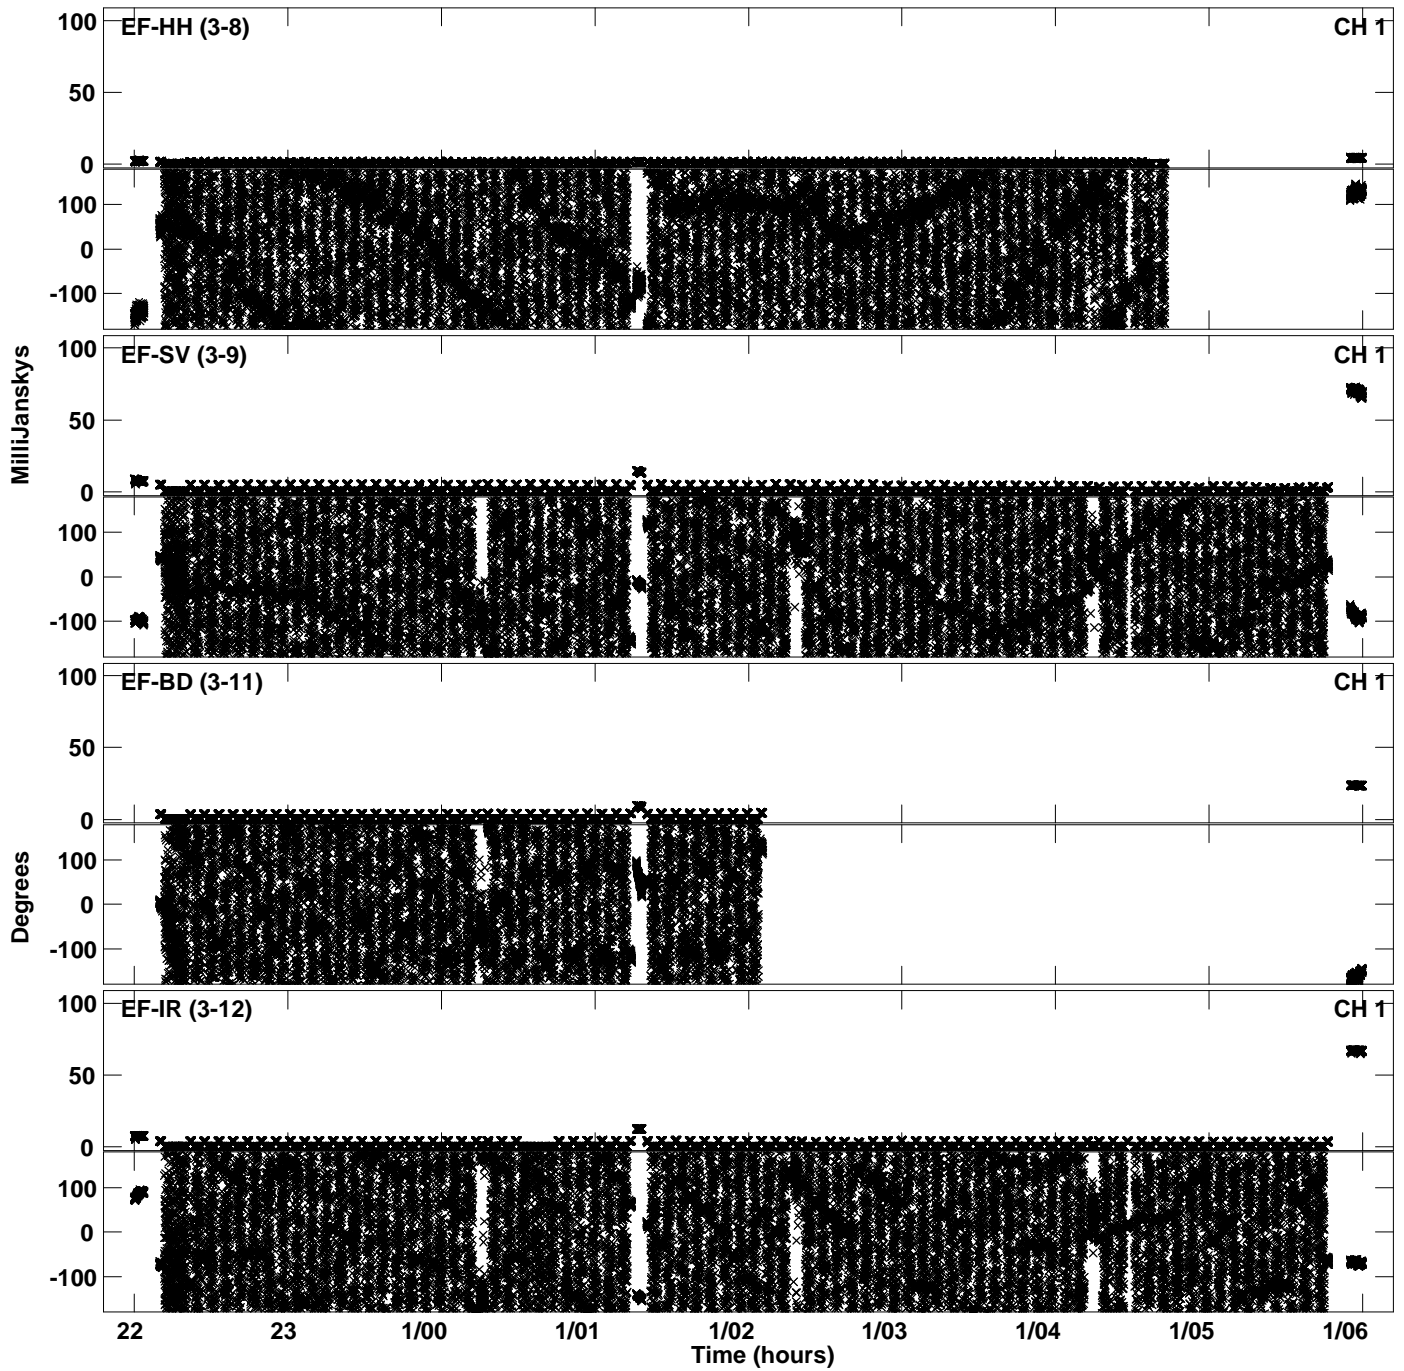 100
EF-HH (3-8)
CH 1
50
0
100
0
-100
100
EF-SV (3-9)
CH 1
MilliJanskys
50
0
100
0
-100
100
EF-BD (3-11)
CH 1
50
0
Degrees
100
0
-100
100
EF-IR (3-12)
CH 1
50
0
100
0
-100
22 23 1/00 1/01 1/02 1/03 1/04 1/05 1/06
Time (hours)